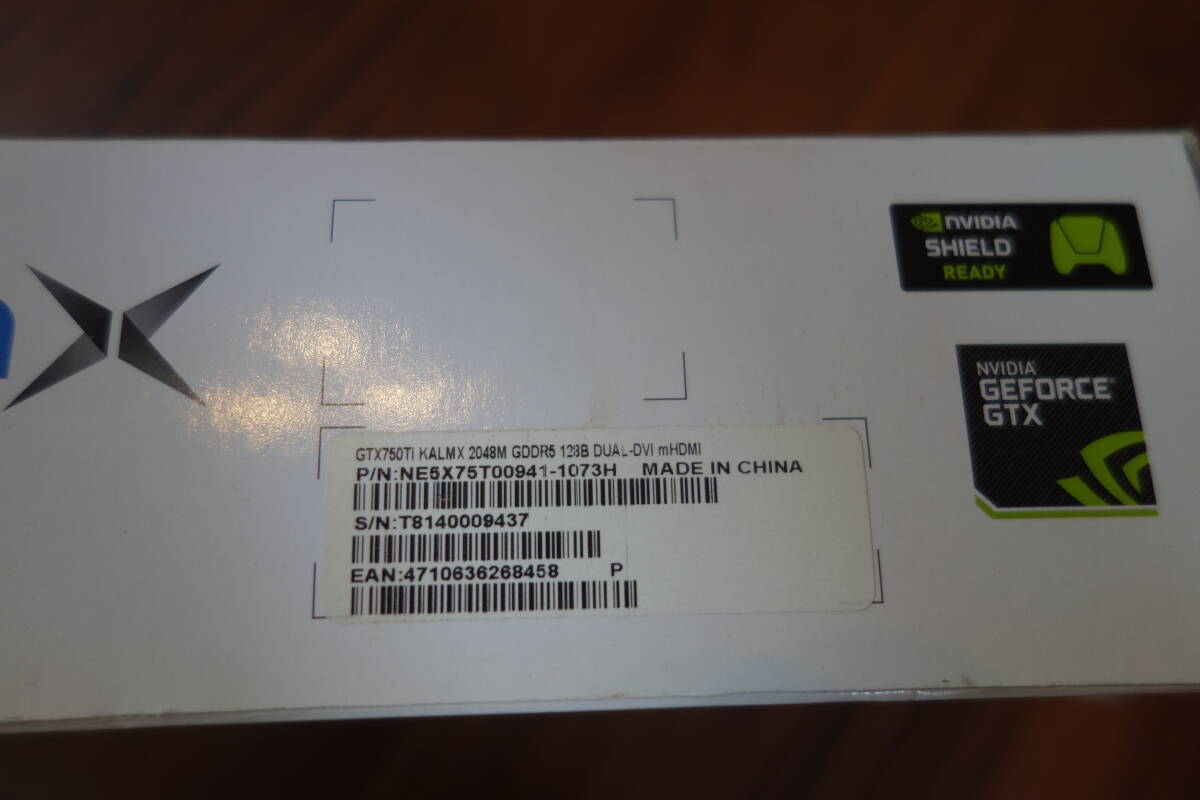 NVIDIA
SHIELD
READY
NVIDIA
GEFORCE
GTX
X
GTX750TI KALMX 2048M GDDR5 128B DUAL-DVI mHDMI
P/N:NE5X75T00941-1073H MADE IN CHINA
S/N:T8140009437
EAN:4710636268458 P